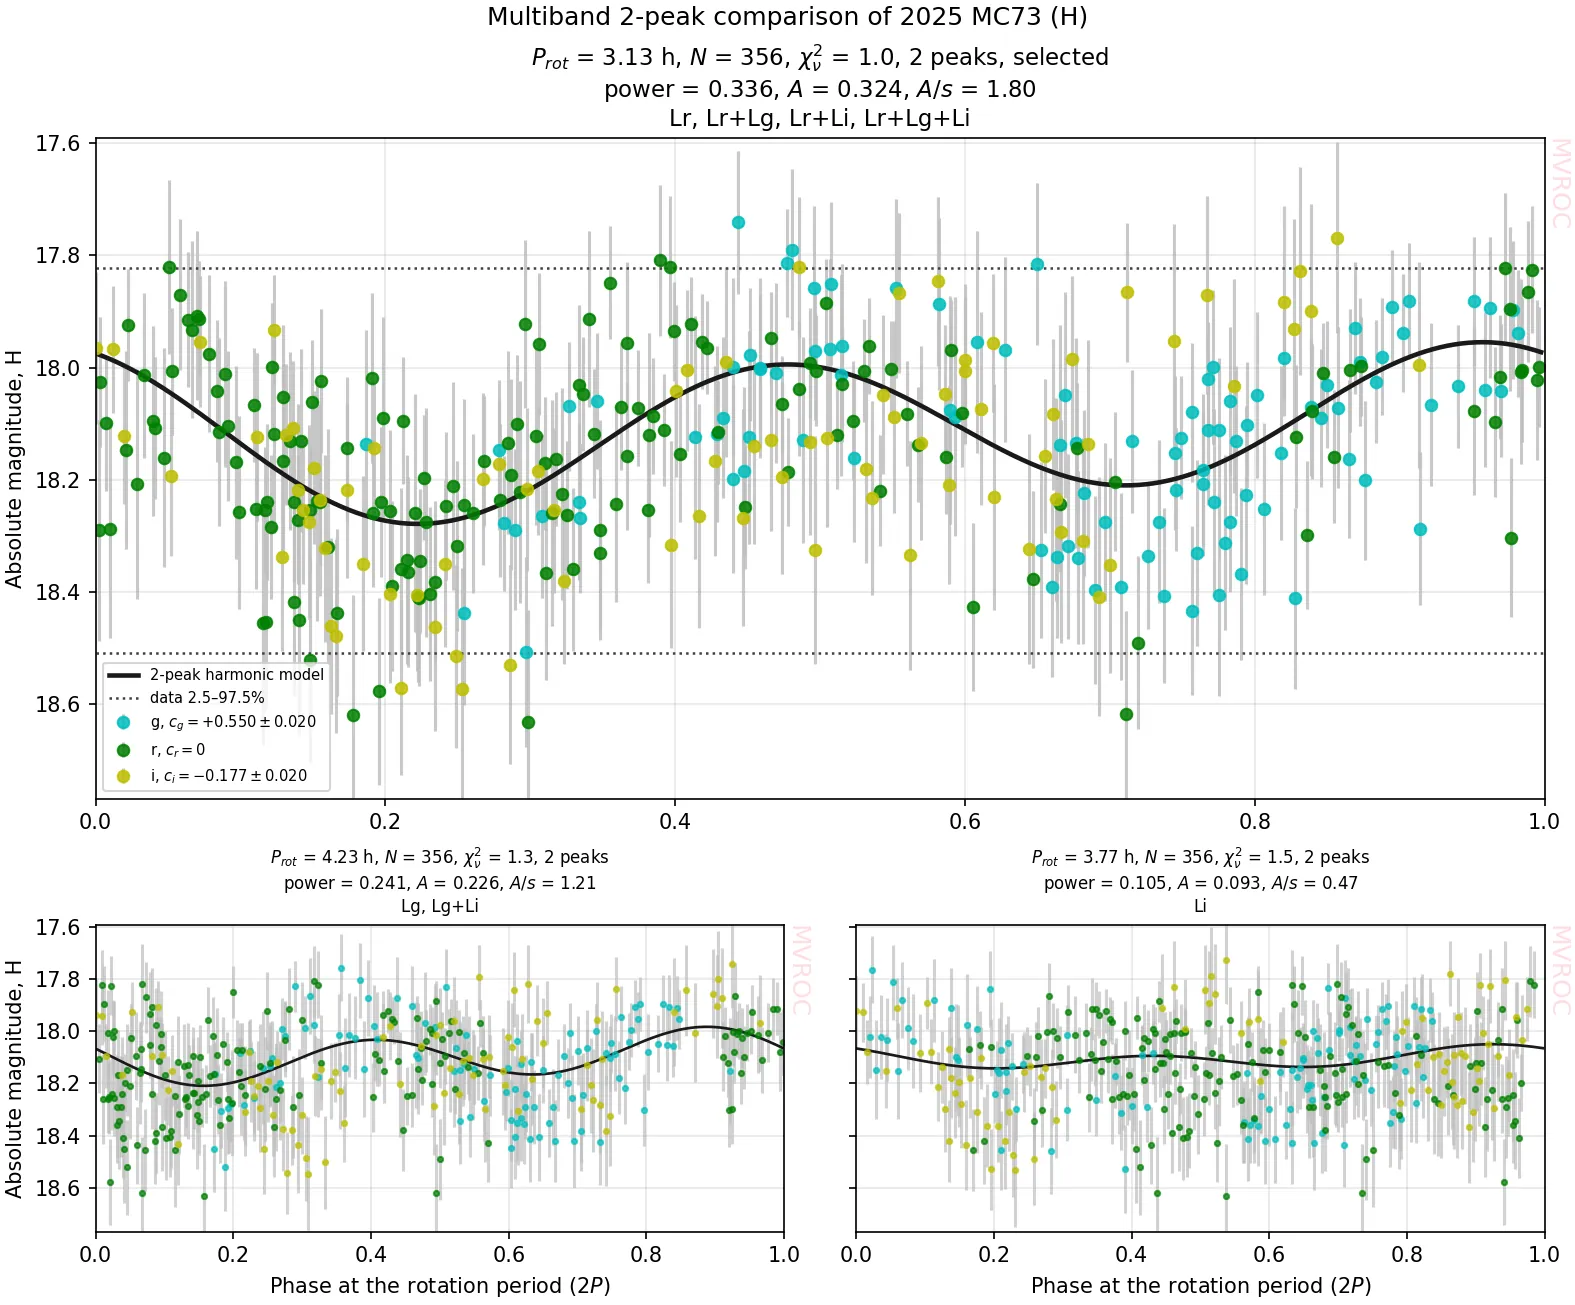 Multiband 2-peak comparison of 2025 MC73 (H)
P_rot = 3.13 h, N = 356, χ²_ν = 1.0, 2 peaks, selected
power = 0.336, A = 0.324, A/s = 1.80
Lr, Lr+Lg, Lr+Li, Lr+Lg+Li
17.6
17.8
18.0
18.2
18.4
18.6
Absolute magnitude, H
MVROC
2-peak harmonic model
data 2.5–97.5%
g, c_g = +0.550 ± 0.020
r, c_r = 0
i, c_i = −0.177 ± 0.020
0.0 0.2 0.4 0.6 0.8 1.0
P_rot = 4.23 h, N = 356, χ²_ν = 1.3, 2 peaks
power = 0.241, A = 0.226, A/s = 1.21
Lg, Lg+Li
17.6
17.8
18.0
18.2
18.4
18.6
Absolute magnitude, H
MVROC
0.0 0.2 0.4 0.6 0.8 1.0
Phase at the rotation period (2P)
P_rot = 3.77 h, N = 356, χ²_ν = 1.5, 2 peaks
power = 0.105, A = 0.093, A/s = 0.47
Li
MVROC
0.0 0.2 0.4 0.6 0.8 1.0
Phase at the rotation period (2P)